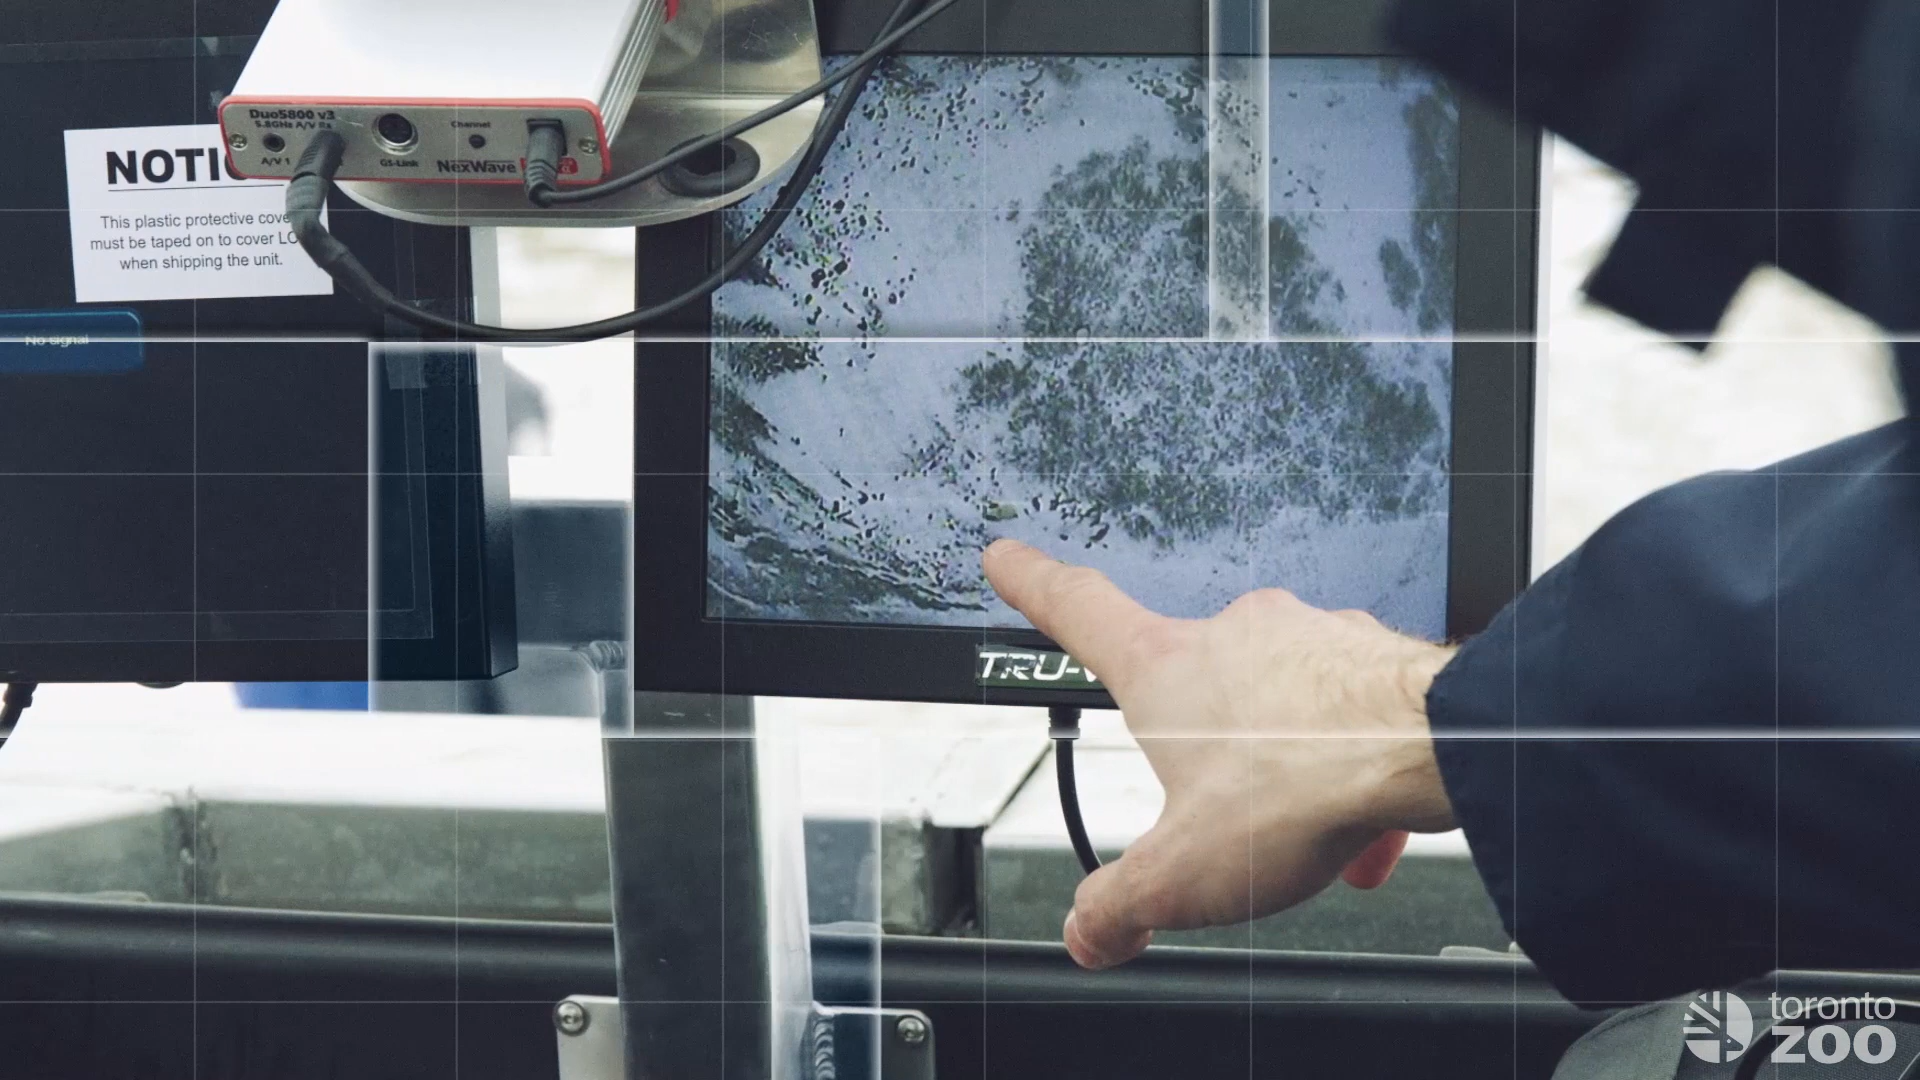 Duo5800 v3
5.8GHz A/V Rx
A/V 1
GS-Link
Channel
NexWave
NOTIC
This plastic protective cove
must be taped on to cover LC
when shipping the unit.
No signal
TRU-V
toronto
zoo